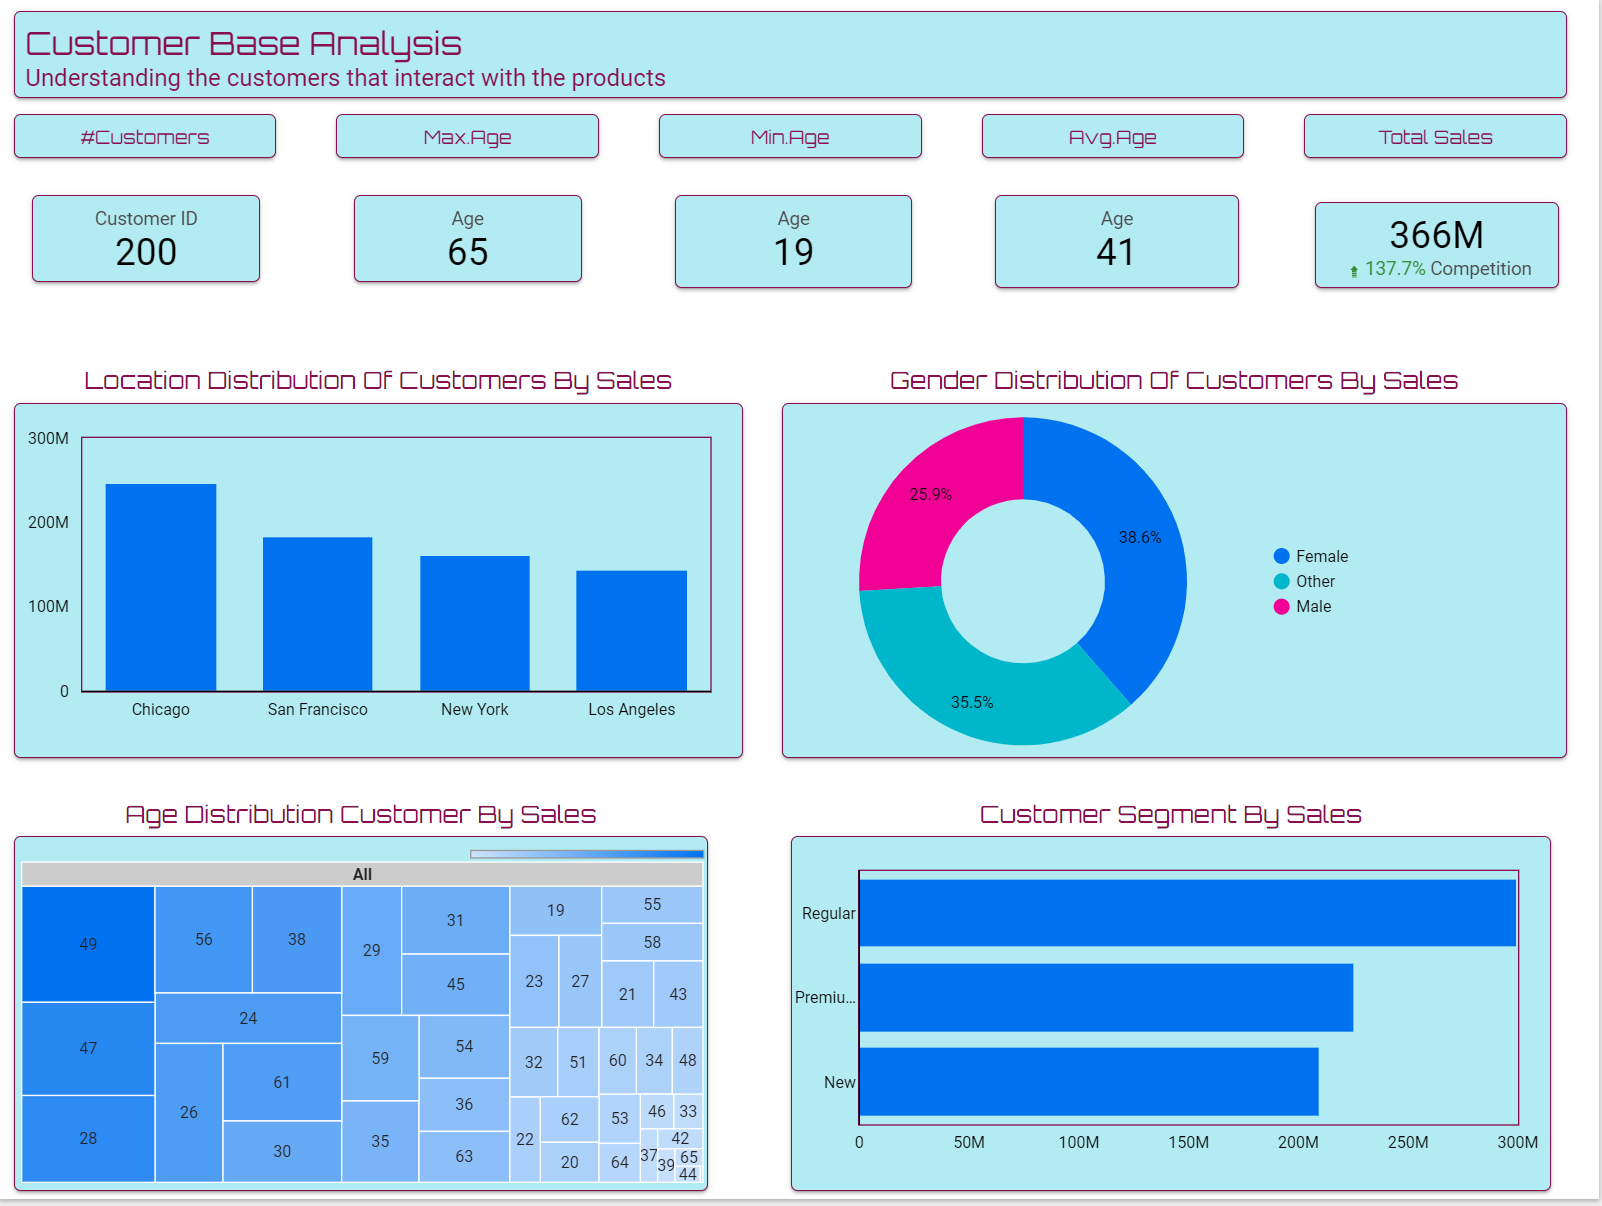 Customer Base Analysis
Understanding the customers that interact with the products
#Customers
Max.Age
Min.Age
Avg.Age
Total Sales
Customer ID
200
Age
65
Age
19
Age
41
366M
137.7% Competition
Location Distribution Of Customers By Sales
300M
200M
100M
0
Chicago
San Francisco
New York
Los Angeles
Gender Distribution Of Customers By Sales
25.9%
38.6%
35.5%
Female
Other
Male
Age Distribution Customer By Sales
All
49
47
28
56
38
24
26
61
30
29
31
45
59
54
36
35
63
19
55
58
23
27
21
43
32
51
60
34
48
22
62
20
53
64
46
33
42
37
39
65
44
Customer Segment By Sales
Regular
Premiu...
New
0
50M
100M
150M
200M
250M
300M